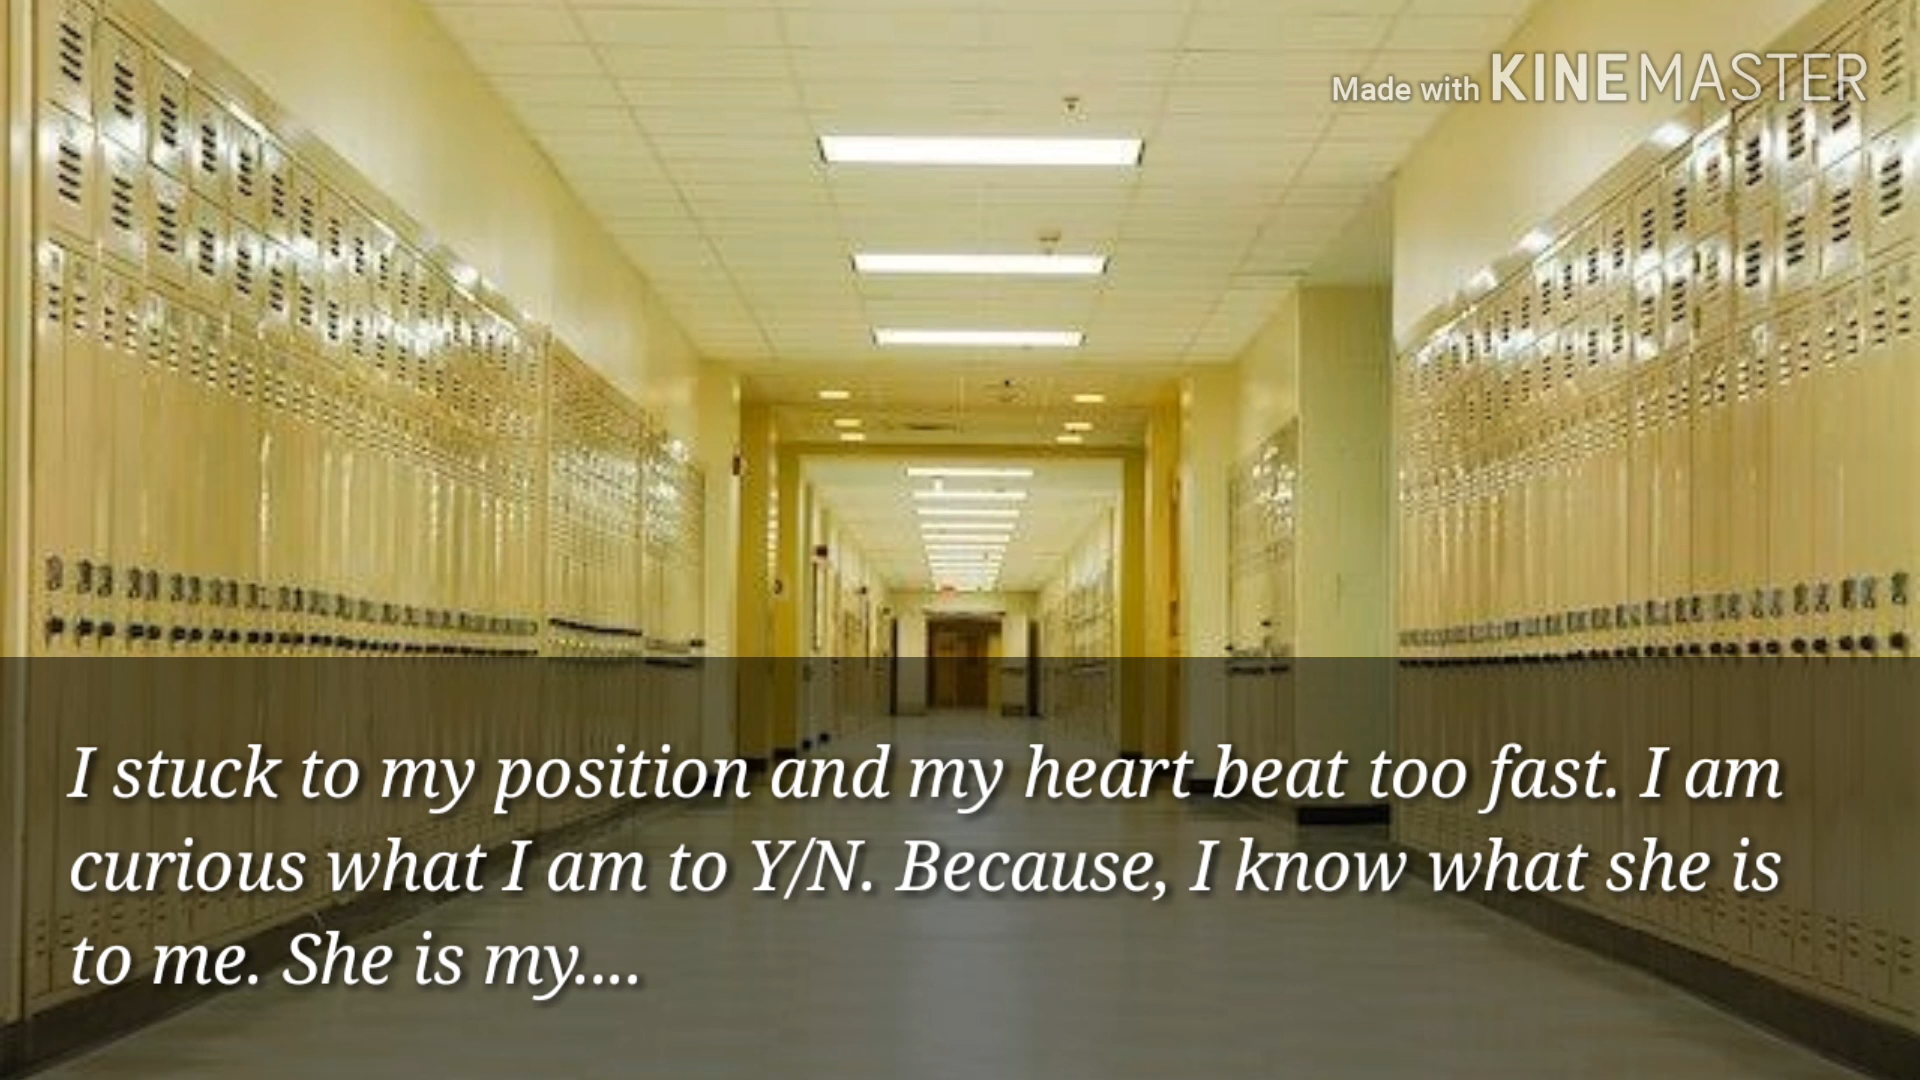 Made with KINEMASTER
I stuck to my position and my heart beat too fast. I am
curious what I am to Y/N. Because, I know what she is
to me. She is my....